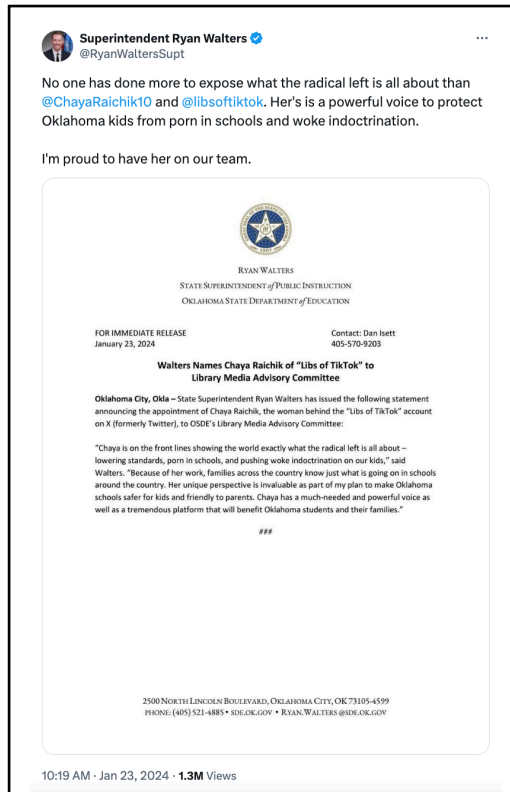 Superintendent Ryan Walters
@RyanWaltersSupt
No one has done more to expose what the radical left is all about than
@ChayaRaichik10 and @libsoftiktok. Her's is a powerful voice to protect
Oklahoma kids from porn in schools and woke indoctrination.
I'm proud to have her on our team.
RYAN WALTERS
STATE SUPERINTENDENT of PUBLIC INSTRUCTION
OKLAHOMA STATE DEPARTMENT of EDUCATION
FOR IMMEDIATE RELEASE Contact: Dan Isett
January 23, 2024 405-570-9203
Walters Names Chaya Raichik of "Libs of TikTok" to
Library Media Advisory Committee
Oklahoma City, Okla – State Superintendent Ryan Walters has issued the following statement
announcing the appointment of Chaya Raichik, the woman behind the "Libs of TikTok" account
on X (formerly Twitter), to OSDE's Library Media Advisory Committee:
"Chaya is on the front lines showing the world exactly what the radical left is all about –
lowering standards, porn in schools, and pushing woke indoctrination on our kids," said
Walters. "Because of her work, families across the country know just what is going on in schools
around the country. Her unique perspective is invaluable as part of my plan to make Oklahoma
schools safer for kids and friendly to parents. Chaya has a much-needed and powerful voice as
well as a tremendous platform that will benefit Oklahoma students and their families."
###
2500 NORTH LINCOLN BOULEVARD, OKLAHOMA CITY, OK 73105-4599
PHONE: (405) 521-4885 • SDE.OK.GOV • RYAN.WALTERS @SDE.OK.GOV
10:19 AM · Jan 23, 2024 · 1.3M Views